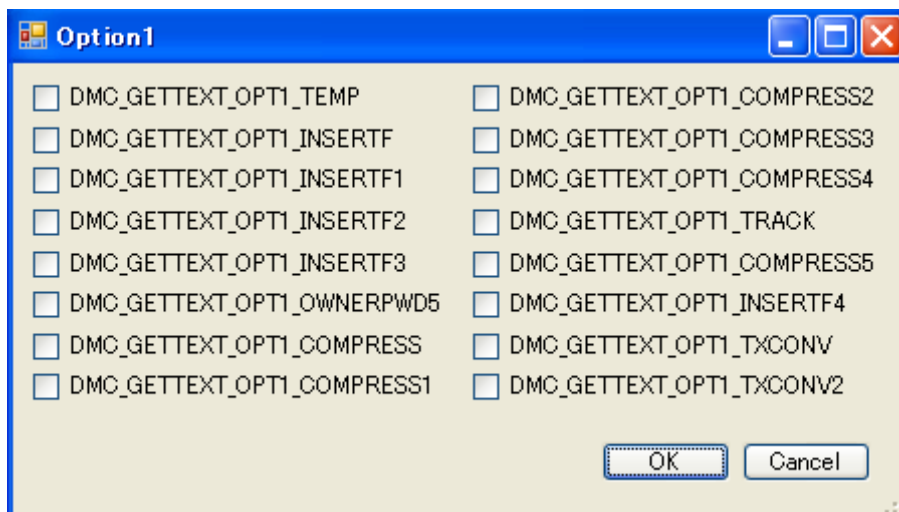 Option1
DMC_GETTEXT_OPT1_TEMP
DMC_GETTEXT_OPT1_INSERTF
DMC_GETTEXT_OPT1_INSERTF1
DMC_GETTEXT_OPT1_INSERTF2
DMC_GETTEXT_OPT1_INSERTF3
DMC_GETTEXT_OPT1_OWNERPWD5
DMC_GETTEXT_OPT1_COMPRESS
DMC_GETTEXT_OPT1_COMPRESS1
DMC_GETTEXT_OPT1_COMPRESS2
DMC_GETTEXT_OPT1_COMPRESS3
DMC_GETTEXT_OPT1_COMPRESS4
DMC_GETTEXT_OPT1_TRACK
DMC_GETTEXT_OPT1_COMPRESS5
DMC_GETTEXT_OPT1_INSERTF4
DMC_GETTEXT_OPT1_TXCONV
DMC_GETTEXT_OPT1_TXCONV2
OK
Cancel